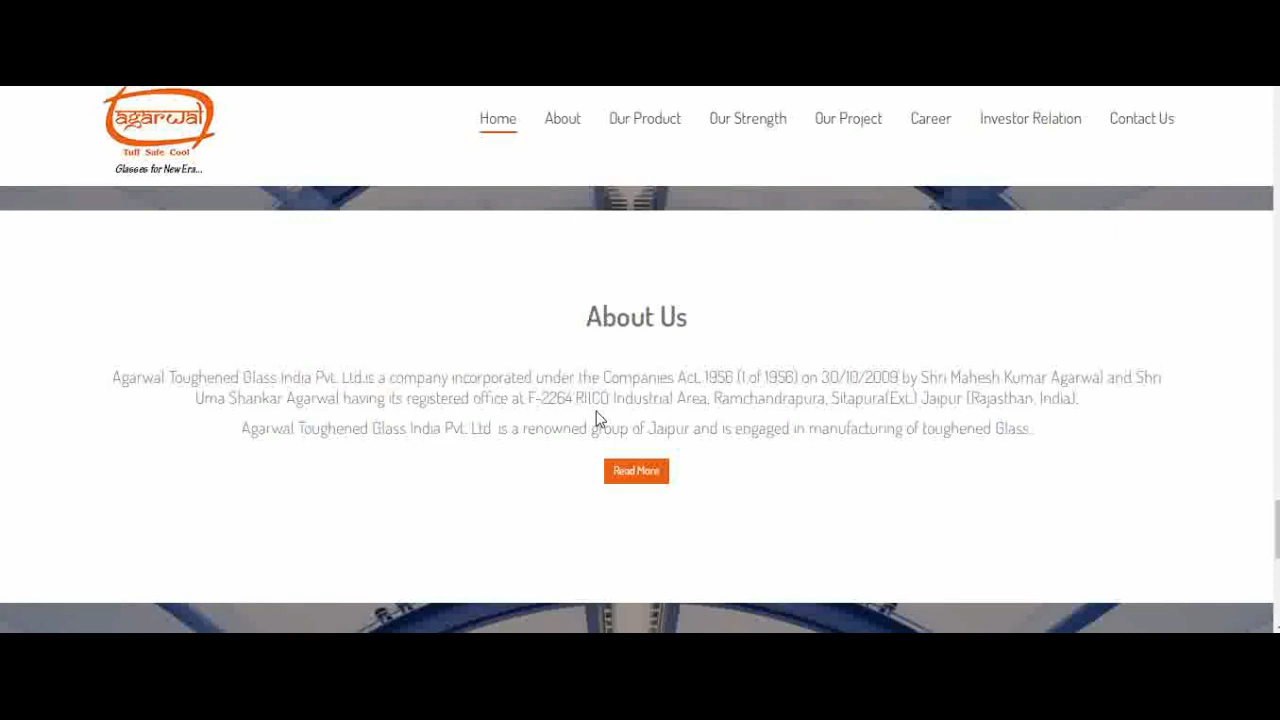 agarwal
Tuff Safe Cool
Glasses for New Era...
Home About Our Product Our Strength Our Project Career Investor Relation Contact Us
About Us
Agarwal Toughened Glass India Pvt. Ltd.is a company incorporated under the Companies Act, 1956 (1 of 1956) on 30/10/2009 by Shri Mahesh Kumar Agarwal and Shri
Uma Shankar Agarwal having its registered office at F-2264 RIICO Industrial Area, Ramchandrapura, Sitapura(Ext.) Jaipur (Rajasthan, India).
Agarwal Toughened Glass India Pvt. Ltd is a renowned group of Jaipur and is engaged in manufacturing of toughened Glass.
Read More